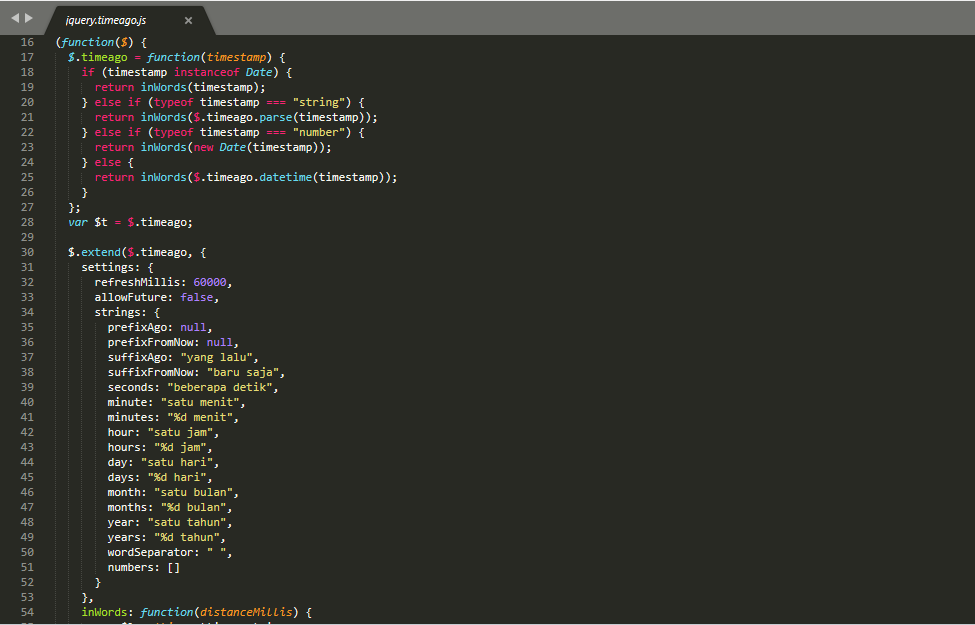 jquery.timeago.js ×
16 (function($) {
17 $.timeago = function(timestamp) {
18 if (timestamp instanceof Date) {
19 return inWords(timestamp);
20 } else if (typeof timestamp === "string") {
21 return inWords($.timeago.parse(timestamp));
22 } else if (typeof timestamp === "number") {
23 return inWords(new Date(timestamp));
24 } else {
25 return inWords($.timeago.datetime(timestamp));
26 }
27 };
28 var $t = $.timeago;
29
30 $.extend($.timeago, {
31 settings: {
32 refreshMillis: 60000,
33 allowFuture: false,
34 strings: {
35 prefixAgo: null,
36 prefixFromNow: null,
37 suffixAgo: "yang lalu",
38 suffixFromNow: "baru saja",
39 seconds: "beberapa detik",
40 minute: "satu menit",
41 minutes: "%d menit",
42 hour: "satu jam",
43 hours: "%d jam",
44 day: "satu hari",
45 days: "%d hari",
46 month: "satu bulan",
47 months: "%d bulan",
48 year: "satu tahun",
49 years: "%d tahun",
50 wordSeparator: " ",
51 numbers: []
52 }
53 },
54 inWords: function(distanceMillis) {